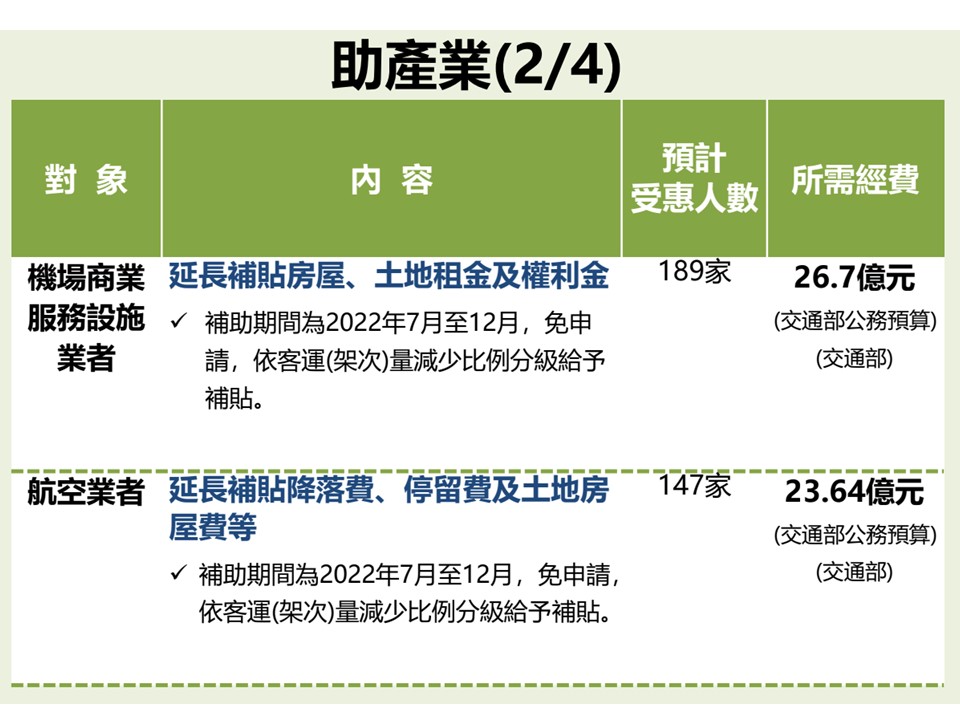 助產業(2/4)
對 象
內 容
預計
受惠人數
所需經費
機場商業
服務設施
業者
延長補貼房屋、土地租金及權利金
✓ 補助期間為2022年7月至12月，免申
請，依客運(架次)量減少比例分級給予
補貼。
189家
26.7億元
(交通部公務預算)
(交通部)
航空業者
延長補貼降落費、停留費及土地房
屋費等
✓ 補助期間為2022年7月至12月，免申請，
依客運(架次)量減少比例分級給予補貼。
147家
23.64億元
(交通部公務預算)
(交通部)